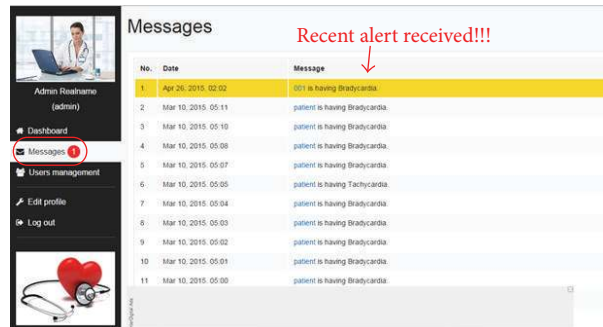 Messages
Recent alert received!!!
No. Date Message
1 Apr 26, 2015. 02:02 001 is having Bradycardia.
2 Mar 10, 2015. 05:11 patient is having Bradycardia.
3 Mar 10, 2015. 05:10 patient is having Bradycardia.
4 Mar 10, 2015. 05:08 patient is having Bradycardia.
5 Mar 10, 2015. 05:07 patient is having Bradycardia.
6 Mar 10, 2015. 05:05 patient is having Tachycardia.
7 Mar 10, 2015. 05:04 patient is having Bradycardia.
8 Mar 10, 2015. 05:03 patient is having Bradycardia.
9 Mar 10, 2015. 05:02 patient is having Bradycardia.
10 Mar 10, 2015. 05:01 patient is having Bradycardia.
11 Mar 10, 2015. 05:00 patient is having Bradycardia.
Admin Realname
(admin)
Dashboard
Messages 1
Users management
Edit profile
Log out